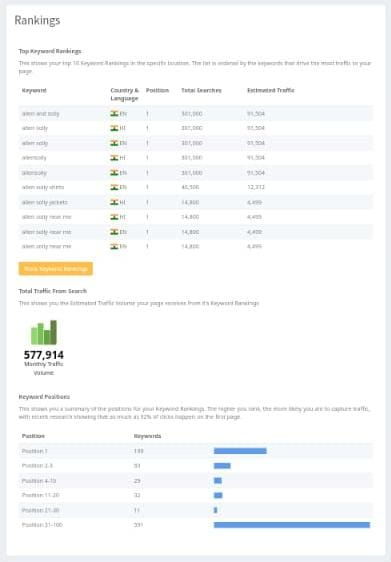 Rankings
Top Keyword Rankings
This shows your top 10 Keyword Rankings in the specific location. The list is ordered by the keywords that drive the most traffic to your
page.
Keyword Country & Language Position Total Searches Estimated Traffic
allen and solly EN 1 301,000 91,504
allen solly HI 1 301,000 91,504
allen solly EN 1 301,000 91,504
allensolly HI 1 301,000 91,504
allensolly EN 1 301,000 91,504
allen solly shirts EN 1 40,500 12,312
allen solly jackets HI 1 14,800 4,499
allen solly near me HI 1 14,800 4,499
allen solly near me EN 1 14,800 4,499
allen solly near me EN 1 14,800 4,499
Track Keyword Rankings
Total Traffic From Search
This shows you the Estimated Traffic Volume your page receives from it's Keyword Rankings
577,914
Monthly Traffic
Volume
Keyword Positions
This shows you a summary of the positions for your Keyword Rankings. The higher you rank, the more likely you are to capture traffic,
with recent research showing that as much as 92% of clicks happen on the first page.
Position Keywords
Position 1
Position 2-3
Position 4-10 29
Position 11-20 32
Position 21-30 11
Position 31-100 591